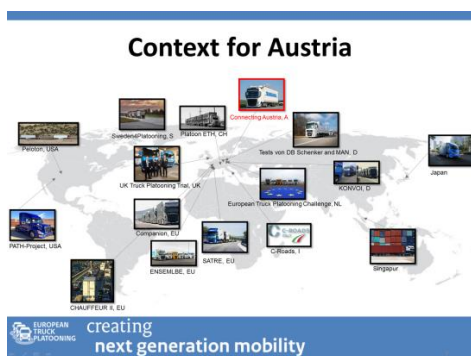 Context for Austria
Connecting Austria, A
Sweden4Platooning, S
Platoon ETH, CH
Peloton, USA
Tests von DB Schenker and MAN, D
Japan
UK Truck Platooning Trial, UK
KONVOI, D
European Truck Platooning Challenge, NL
PATH-Project, USA
Companion, EU
C-ROADS
ENSEMLBE, EU
SATRE, EU
C-Roads, I
Singapur
CHAUFFEUR II, EU
EUROPEAN
TRUCK
PLATOONING
creating
next generation mobility